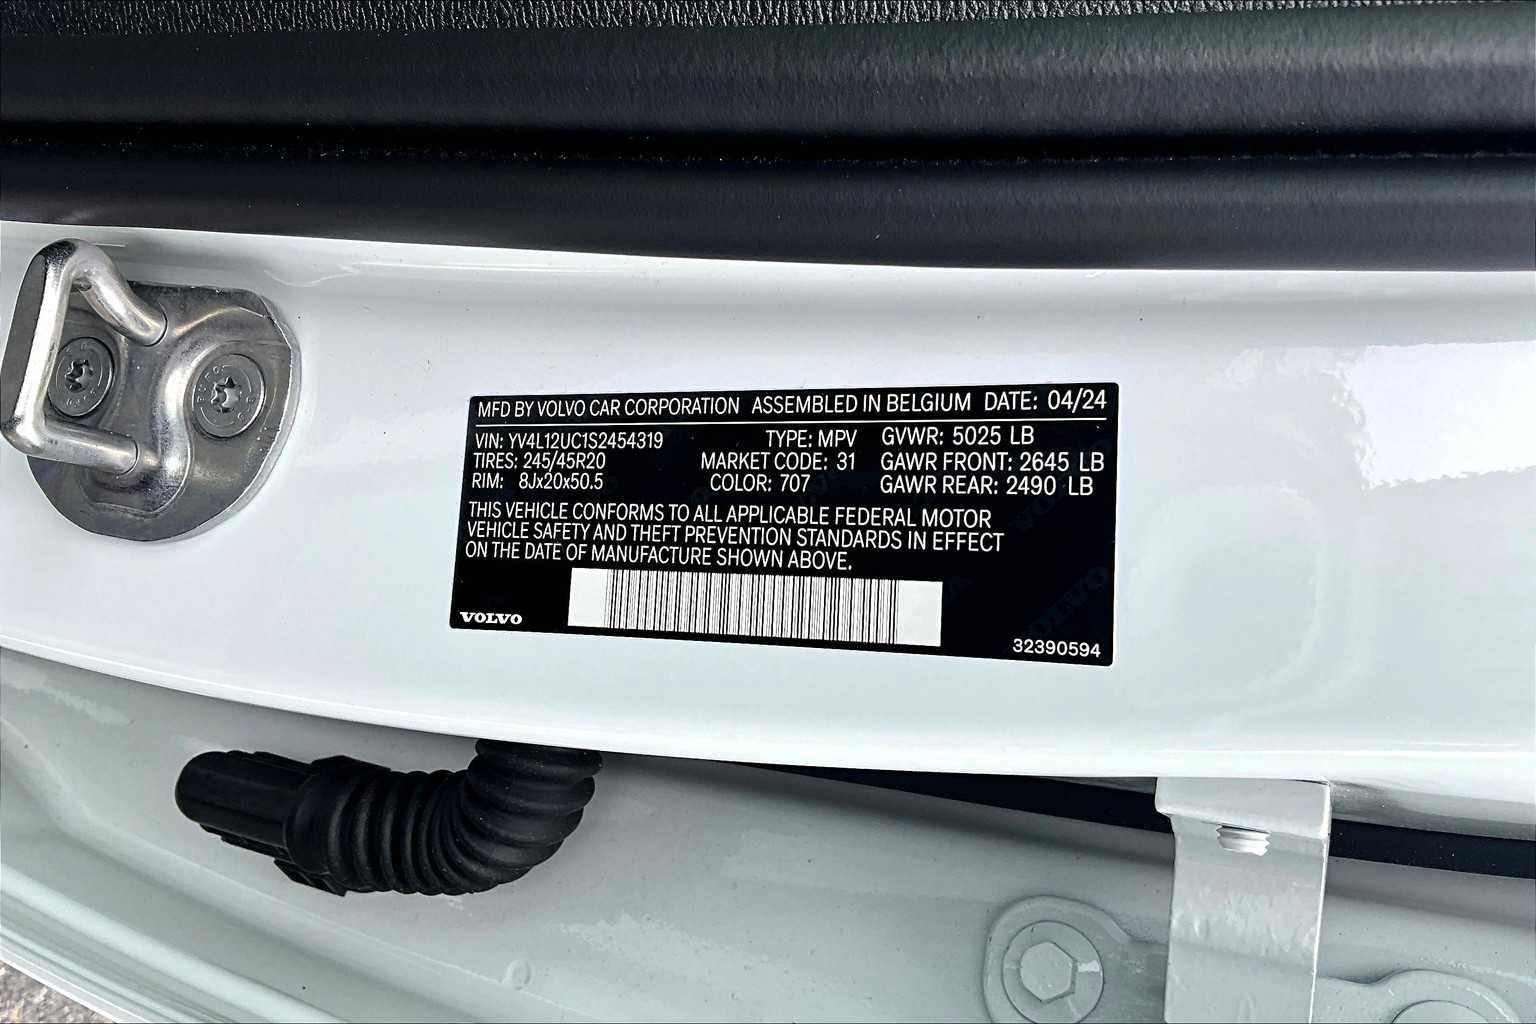 MFD BY VOLVO CAR CORPORATION ASSEMBLED IN BELGIUM DATE: 04/24
VIN: YV4L12UC1S2454319 TYPE: MPV GVWR: 5025 LB
TIRES: 245/45R20 MARKET CODE: 31 GAWR FRONT: 2645 LB
RIM: 8Jx20x50.5 COLOR: 707 GAWR REAR: 2490 LB
THIS VEHICLE CONFORMS TO ALL APPLICABLE FEDERAL MOTOR
VEHICLE SAFETY AND THEFT PREVENTION STANDARDS IN EFFECT
ON THE DATE OF MANUFACTURE SHOWN ABOVE.
VOLVO
32390594